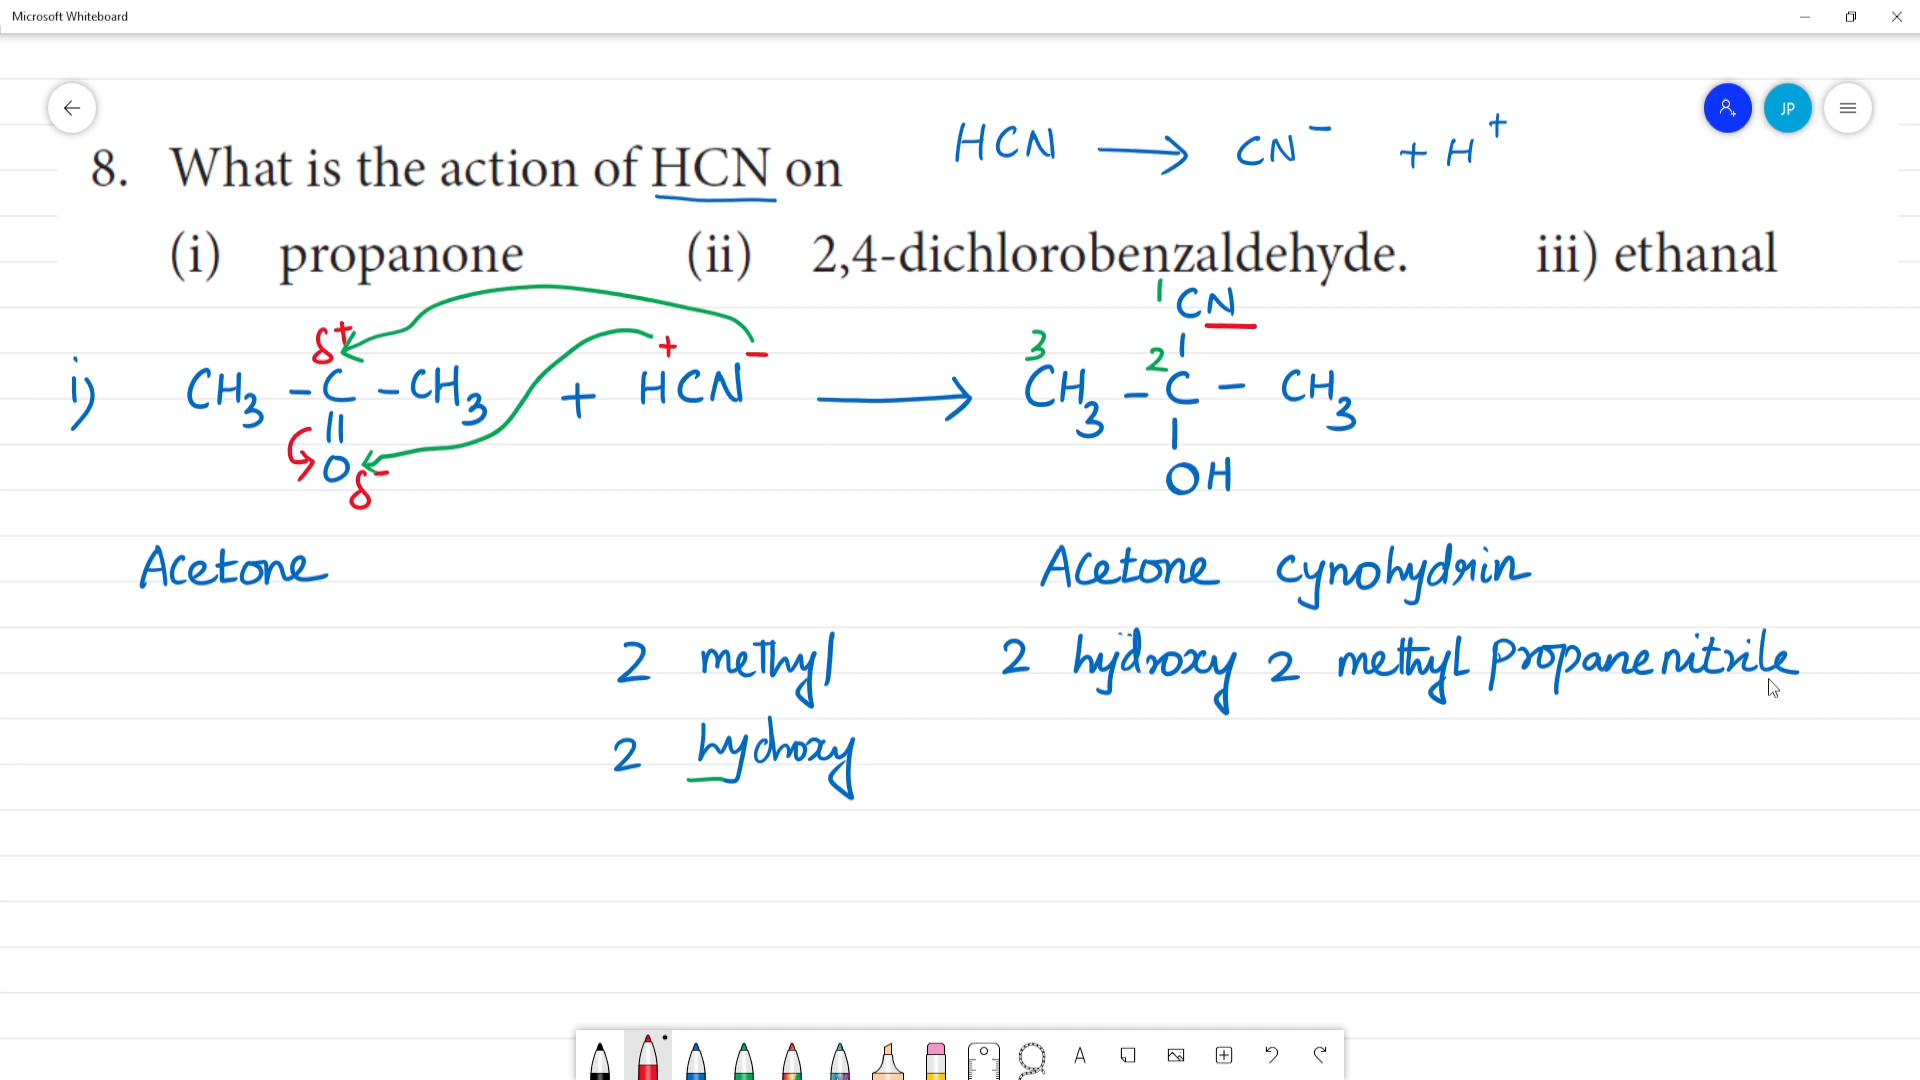 Microsoft Whiteboard
JP
HCN → CN⁻ + H⁺
8. What is the action of HCN on
(i) propanone (ii) 2,4-dichlorobenzaldehyde. iii) ethanal
1 CN
δ+ + − 3 2
i) CH3 - C - CH3 + HCN → CH3 - C - CH3
O OH
δ−
Acetone Acetone cynohydrin
2 methyl 2 hydroxy 2 methyl propanenitrile
2 hydroxy
A